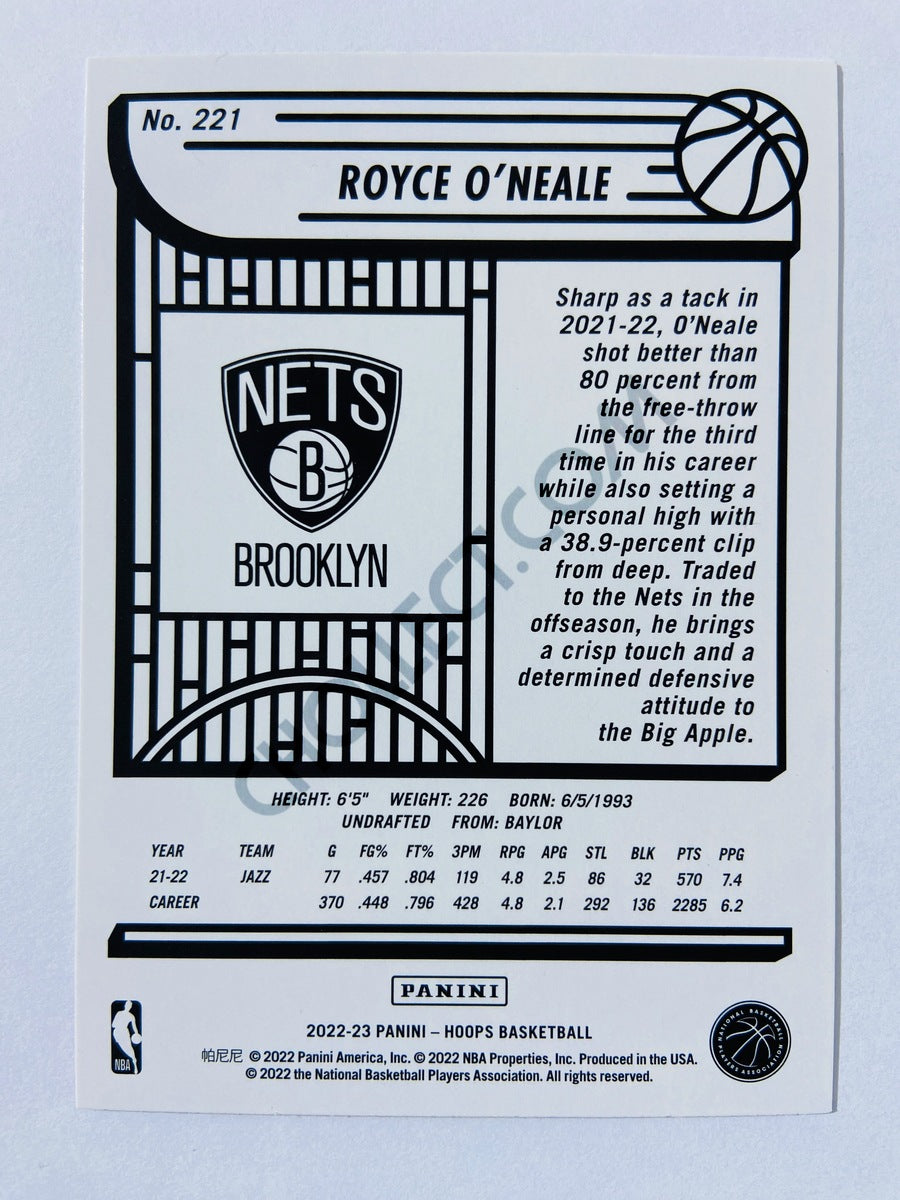 No. 221
ROYCE O'NEALE
NETS
B
BROOKLYN
Sharp as a tack in
2021-22, O'Neale
shot better than
80 percent from
the free-throw
line for the third
time in his career
while also setting a
personal high with
a 38.9-percent clip
from deep. Traded
to the Nets in the
offseason, he brings
a crisp touch and a
determined defensive
attitude to
the Big Apple.
CHOLLECT.COM
HEIGHT: 6'5" WEIGHT: 226 BORN: 6/5/1993
UNDRAFTED FROM: BAYLOR
YEAR TEAM G FG% FT% 3PM RPG APG STL BLK PTS PPG
21-22 JAZZ 77 .457 .804 119 4.8 2.5 86 32 570 7.4
CAREER 370 .448 .796 428 4.8 2.1 292 136 2285 6.2
PANINI
2022-23 PANINI – HOOPS BASKETBALL
帕尼尼 © 2022 Panini America, Inc. © 2022 NBA Properties, Inc. Produced in the USA.
© 2022 the National Basketball Players Association. All rights reserved.
NBA
NATIONAL BASKETBALL
PLAYERS ASSOCIATION